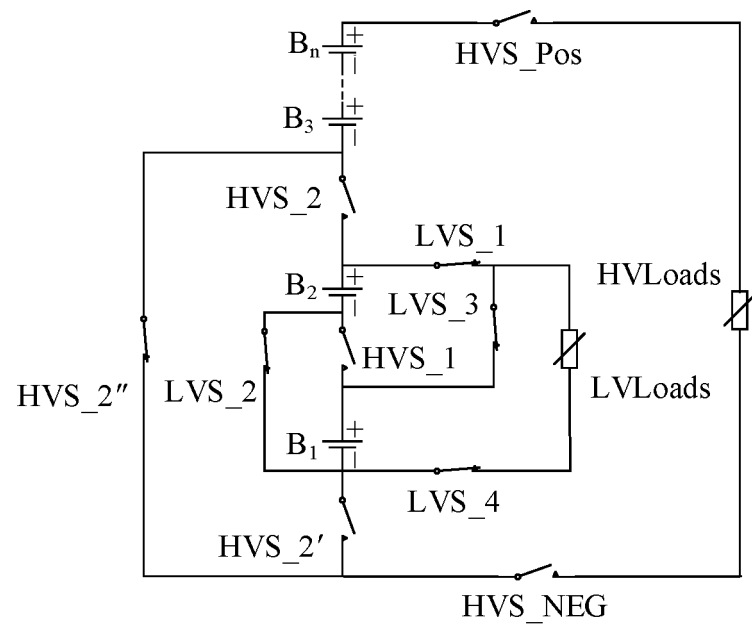 Bₙ
HVS_Pos
B₃
HVS_2
LVS_1
B₂
LVS_3
HVLoads
HVS_1
HVS_2″
LVS_2
LVLoads
B₁
LVS_4
HVS_2′
HVS_NEG